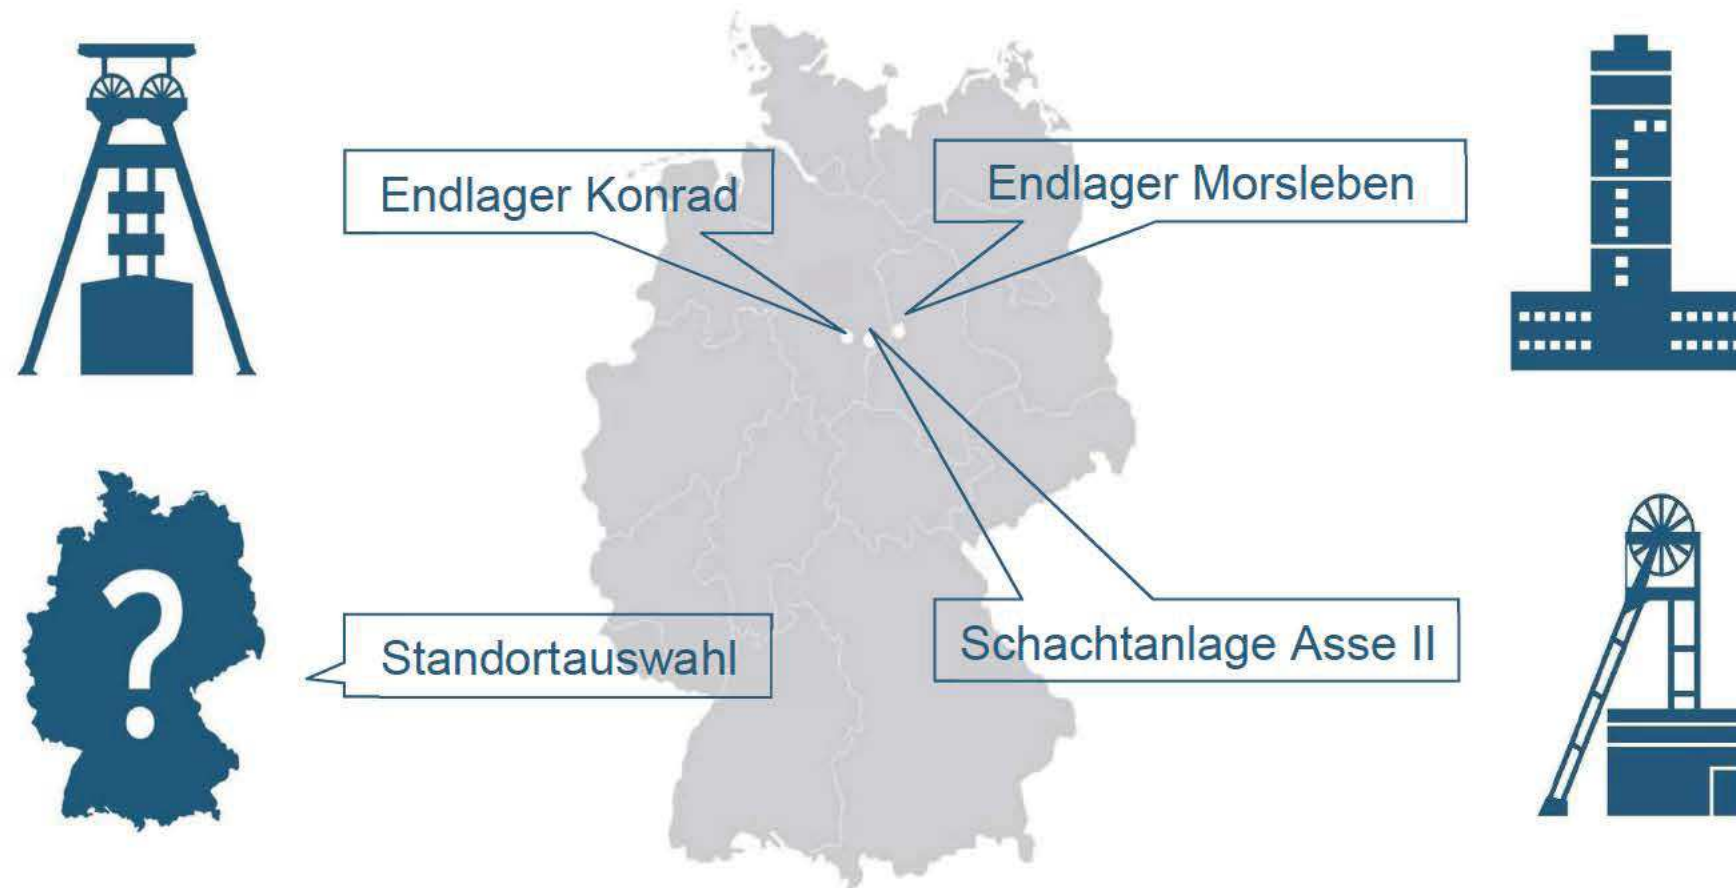 Endlager Konrad
Endlager Morsleben
Standortauswahl
?
Schachtanlage Asse II